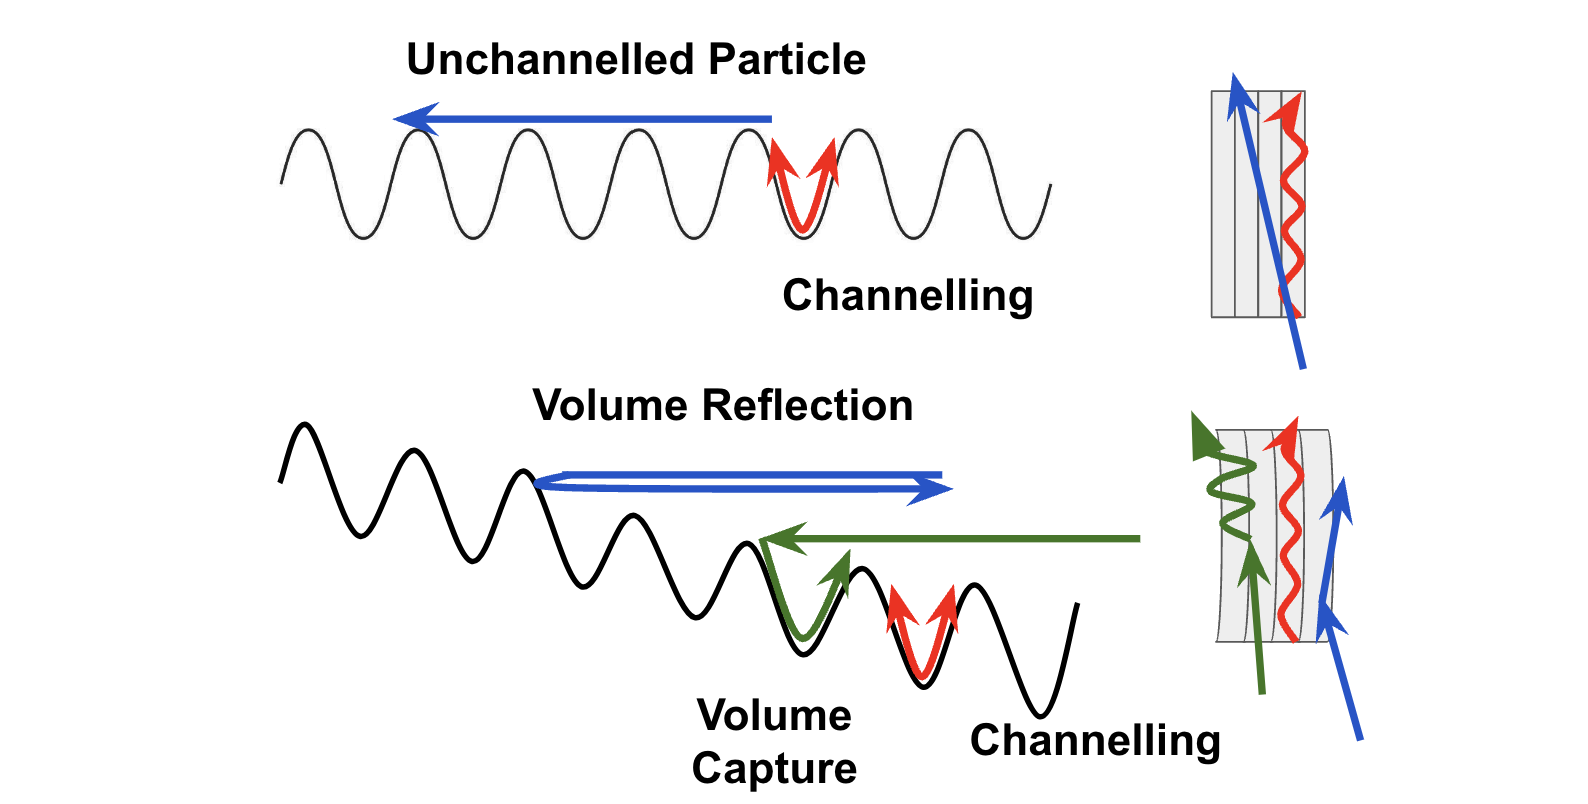 Unchannelled Particle
Channelling
Volume Reflection
Volume
Capture
Channelling